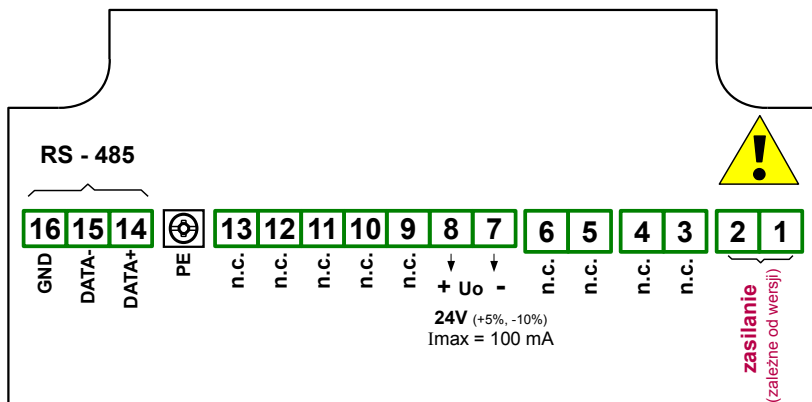 RS - 485
16 15 14 13 12 11 10 9 8 7 6 5 4 3 2 1
GND
DATA-
DATA+
PE
n.c.
n.c.
n.c.
n.c.
n.c.
+ Uo -
24V (+5%, -10%)
Imax = 100 mA
n.c.
n.c.
n.c.
n.c.
zasilanie
(zależne od wersji)